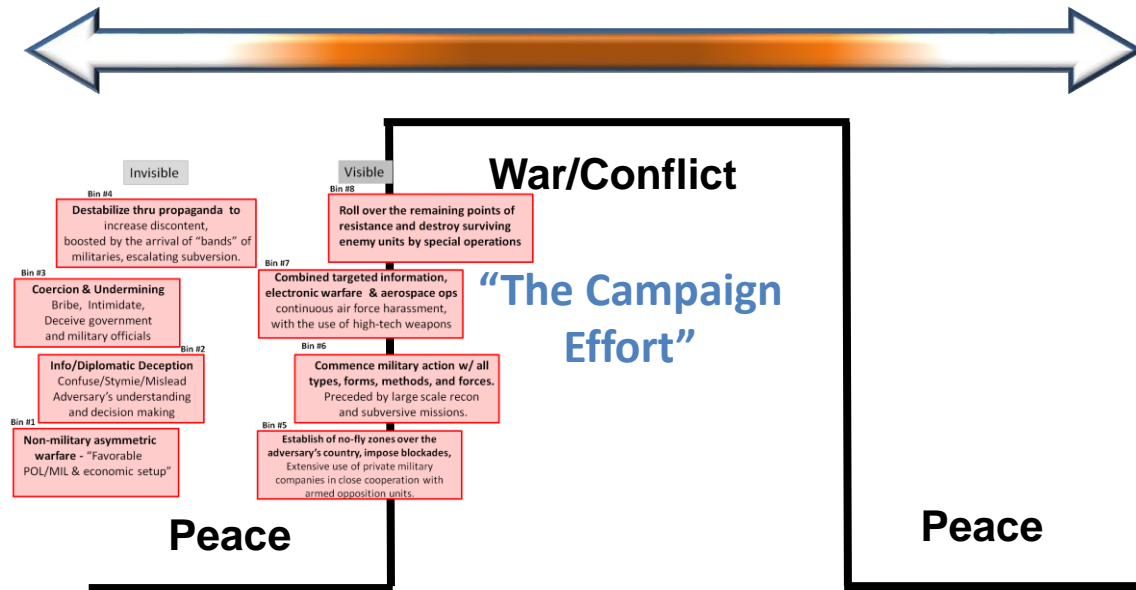 Invisible
Visible
War/Conflict
"The Campaign
Effort"
Bin #4
Destabilize thru propaganda to
increase discontent,
boosted by the arrival of "bands" of
militaries, escalating subversion.
Bin #3
Coercion & Undermining
Bribe, Intimidate,
Deceive government
and military officials
Bin #2
Info/Diplomatic Deception
Confuse/Stymie/Mislead
Adversary's understanding
and decision making
Bin #1
Non-military asymmetric
warfare - "Favorable
POL/MIL & economic setup"
Bin #8
Roll over the remaining points of
resistance and destroy surviving
enemy units by special operations
Bin #7
Combined targeted information,
electronic warfare & aerospace ops
continuous air force harassment,
with the use of high-tech weapons
Bin #6
Commence military action w/ all
types, forms, methods, and forces.
Preceded by large scale recon
and subversive missions.
Bin #5
Establish of no-fly zones over the
adversary's country, impose blockades,
Extensive use of private military
companies in close cooperation with
armed opposition units.
Peace
Peace